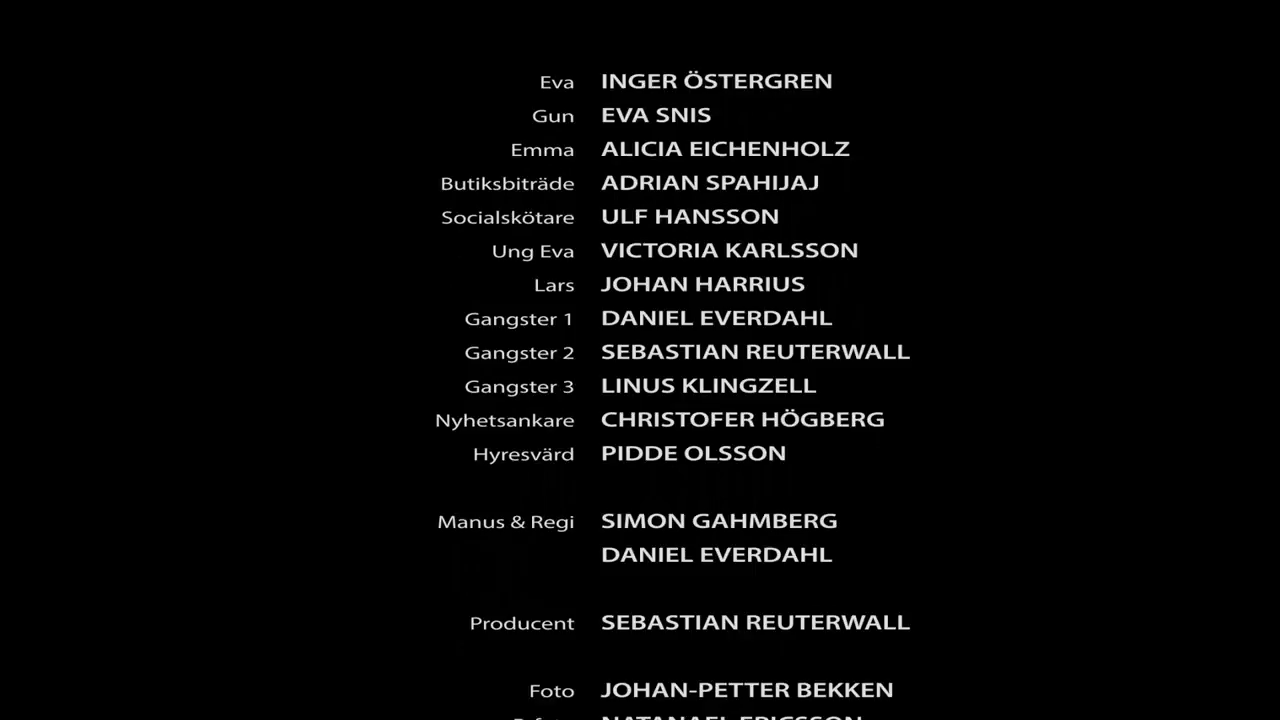 Eva INGER ÖSTERGREN
Gun EVA SNIS
Emma ALICIA EICHENHOLZ
Butiksbiträde ADRIAN SPAHIJAJ
Socialskötare ULF HANSSON
Ung Eva VICTORIA KARLSSON
Lars JOHAN HARRIUS
Gangster 1 DANIEL EVERDAHL
Gangster 2 SEBASTIAN REUTERWALL
Gangster 3 LINUS KLINGZELL
Nyhetsankare CHRISTOFER HÖGBERG
Hyresvärd PIDDE OLSSON
Manus & Regi SIMON GAHMBERG
DANIEL EVERDAHL
Producent SEBASTIAN REUTERWALL
Foto JOHAN-PETTER BEKKEN
NATANAEL ERICSSON